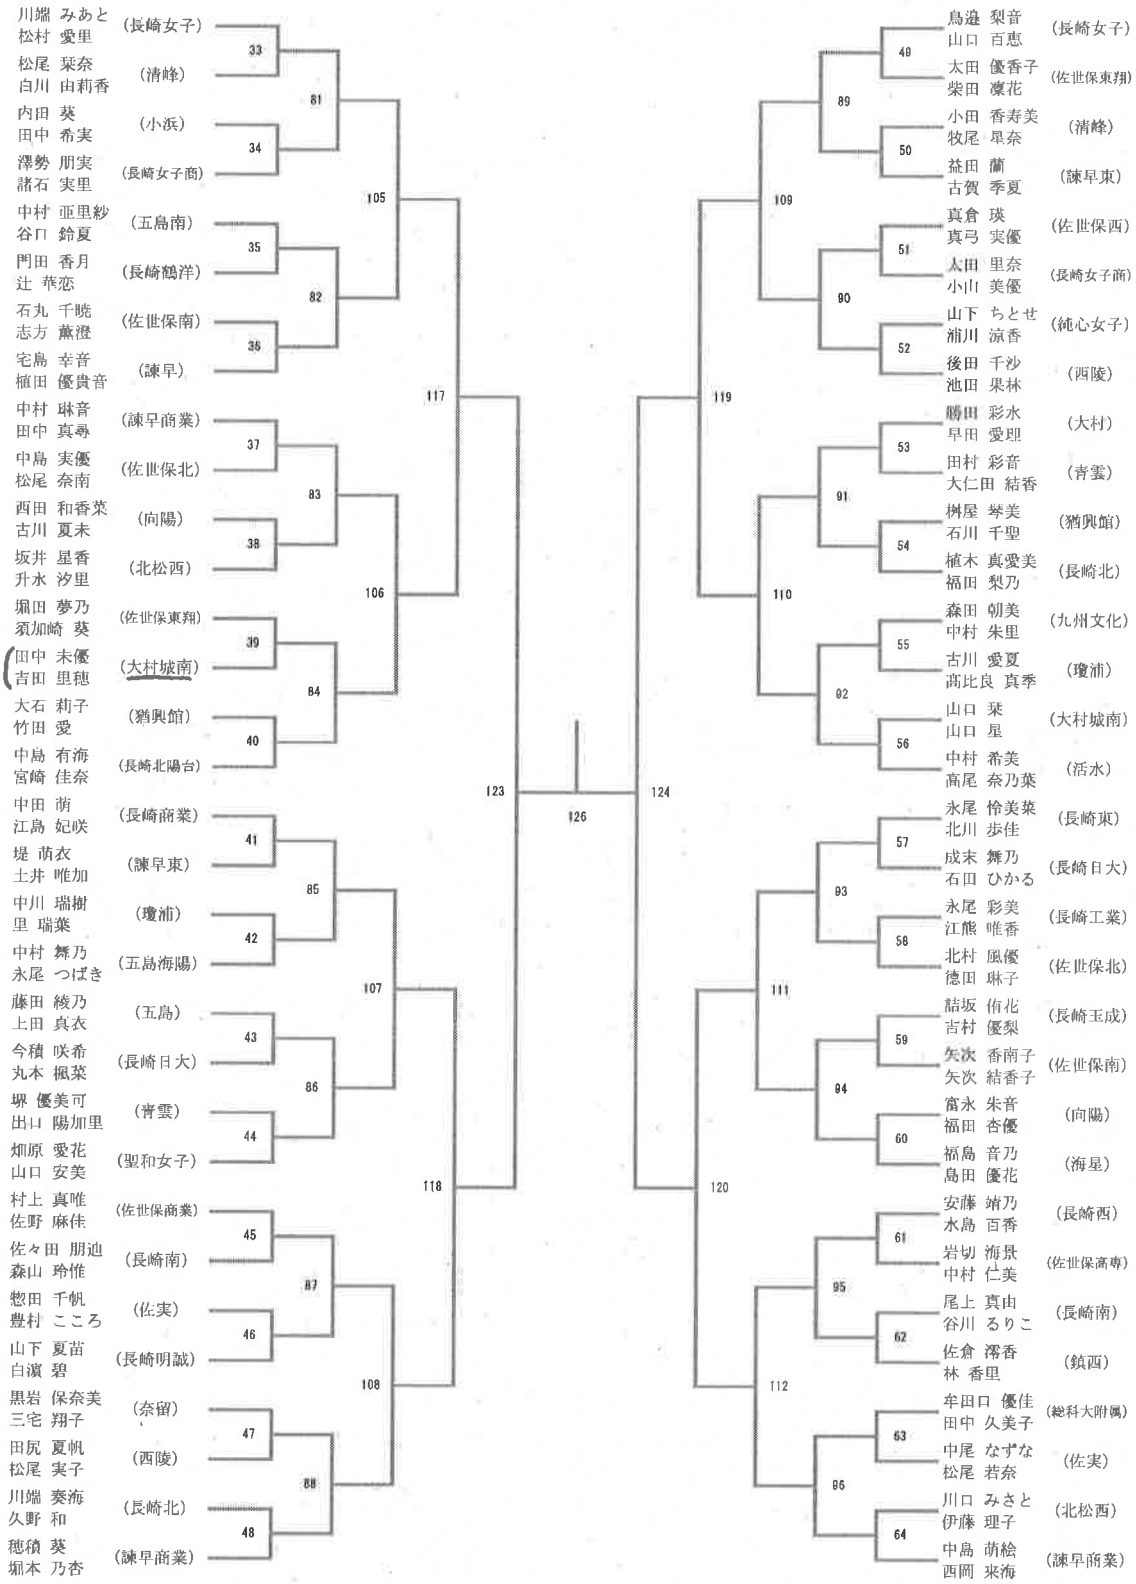 川端 みあと
松村 愛里
(長崎女子)
33
松尾 栞奈
白川 由莉香
(清峰)
81
内田 葵
田中 希実
(小浜)
34
澤勢 朋実
諸石 実里
(長崎女子商)
105
中村 亜里紗
谷口 鈴夏
(五島南)
35
門田 香月
辻 華恋
(長崎鶴洋)
82
石丸 千暁
志方 薫澄
(佐世保南)
36
宅島 幸音
植田 優貴音
(諫早)
117
中村 琳音
田中 真尋
(諫早商業)
37
中島 実優
松尾 奈南
(佐世保北)
83
西田 和香菜
古川 夏未
(向陽)
38
坂井 星香
升水 汐里
(北松西)
106
堀田 夢乃
須加崎 葵
(佐世保東翔)
39
田中 未優
吉田 里穂
(大村城南)
84
大石 莉子
竹田 愛
(猶興館)
40
中島 有海
宮崎 佳奈
(長崎北陽台)
123
中田 萌
江島 妃咲
(長崎商業)
41
堤 萌衣
土井 唯加
(諫早東)
85
中川 瑞樹
里 瑞葉
(瓊浦)
42
中村 舞乃
永尾 つばき
(五島海陽)
107
藤田 綾乃
上田 真衣
(五島)
43
今積 咲希
丸本 楓菜
(長崎日大)
86
堺 優美可
出口 陽加里
(青雲)
44
畑原 愛花
山口 安美
(聖和女子)
118
村上 真唯
佐野 麻佳
(佐世保商業)
45
佐々田 朋迪
森山 玲惟
(長崎南)
87
惣田 千帆
豊村 こころ
(佐実)
46
山下 夏苗
白濵 碧
(長崎明誠)
108
黒岩 保奈美
三宅 翔子
(奈留)
47
田尻 夏帆
松尾 実子
(西陵)
88
川端 奏海
久野 和
(長崎北)
48
穂積 葵
堀本 乃杏
(諫早商業)
126
鳥邉 梨音
山口 百恵
(長崎女子)
49
太田 優香子
柴田 凜花
(佐世保東翔)
89
小田 香寿美
牧尾 星奈
(清峰)
50
益田 蘭
古賀 季夏
(諫早東)
109
真倉 瑛
真弓 実優
(佐世保西)
51
太田 里奈
小山 美優
(長崎女子商)
90
山下 ちとせ
浦川 涼香
(純心女子)
52
後田 千沙
池田 果林
(西陵)
119
勝田 彩水
早田 愛理
(大村)
53
田村 彩音
大仁田 結香
(青雲)
91
桝屋 琴美
石川 千聖
(猶興館)
54
植木 真愛美
福田 梨乃
(長崎北)
110
森田 朝美
中村 朱里
(九州文化)
55
古川 愛夏
髙比良 真季
(瓊浦)
92
山口 栞
山口 星
(大村城南)
56
中村 希美
高尾 奈乃葉
(活水)
124
永尾 怜美菜
北川 歩佳
(長崎東)
57
成末 舞乃
石田 ひかる
(長崎日大)
93
永尾 彩美
江熊 唯香
(長崎工業)
58
北村 風優
徳田 琳子
(佐世保北)
111
詰坂 侑花
吉村 優梨
(長崎玉成)
59
矢次 香南子
矢次 結香子
(佐世保南)
94
富永 朱音
福田 杏優
(向陽)
60
福島 音乃
島田 優花
(海星)
120
安藤 靖乃
水島 百香
(長崎西)
61
岩切 海景
中村 仁美
(佐世保高専)
95
尾上 真由
谷川 るりこ
(長崎南)
62
佐倉 澪香
林 香里
(鎮西)
112
牟田口 優佳
田中 久美子
(総科大附属)
63
中尾 なずな
松尾 若奈
(佐実)
96
川口 みさと
伊藤 理子
(北松西)
64
中島 萌絵
西岡 来海
(諫早商業)